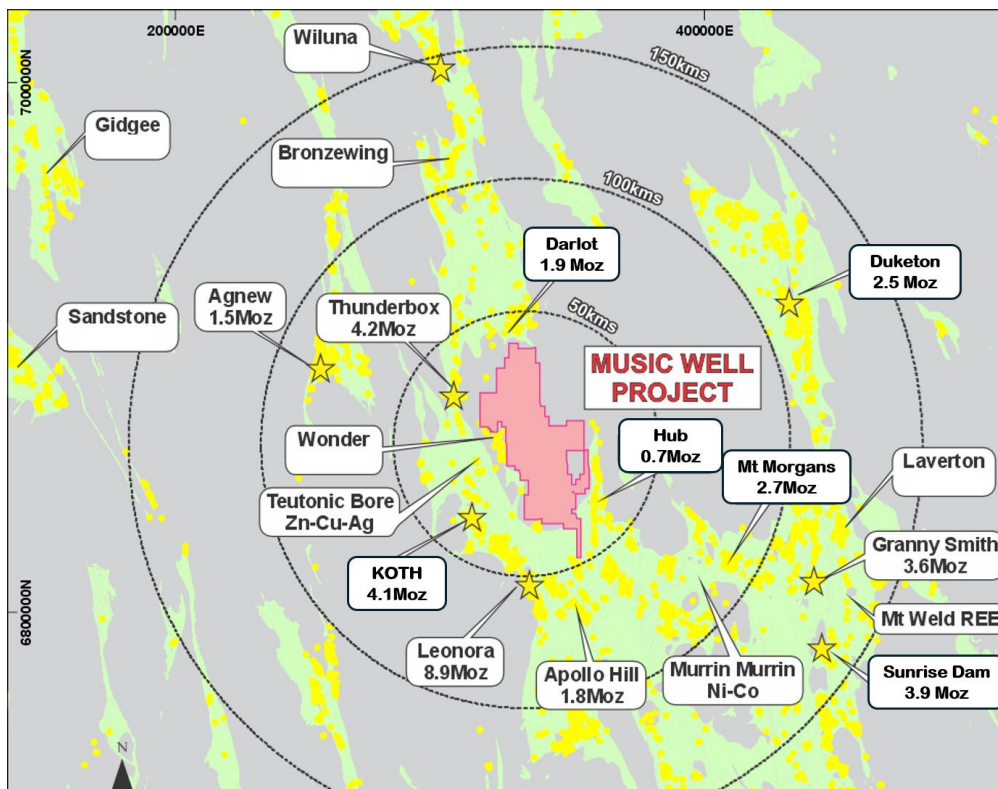 200000E
400000E
7000000N
6800000N
Wiluna
150kms
Gidgee
Bronzewing
100kms
Darlot
1.9 Moz
Duketon
2.5 Moz
Agnew
1.5Moz
Thunderbox
4.2Moz
50kms
Sandstone
MUSIC WELL
PROJECT
Wonder
Hub
0.7Moz
Mt Morgans
2.7Moz
Laverton
Teutonic Bore
Zn-Cu-Ag
KOTH
4.1Moz
Granny Smith
3.6Moz
Mt Weld REE
Leonora
8.9Moz
Apollo Hill
1.8Moz
Murrin Murrin
Ni-Co
Sunrise Dam
3.9 Moz
N